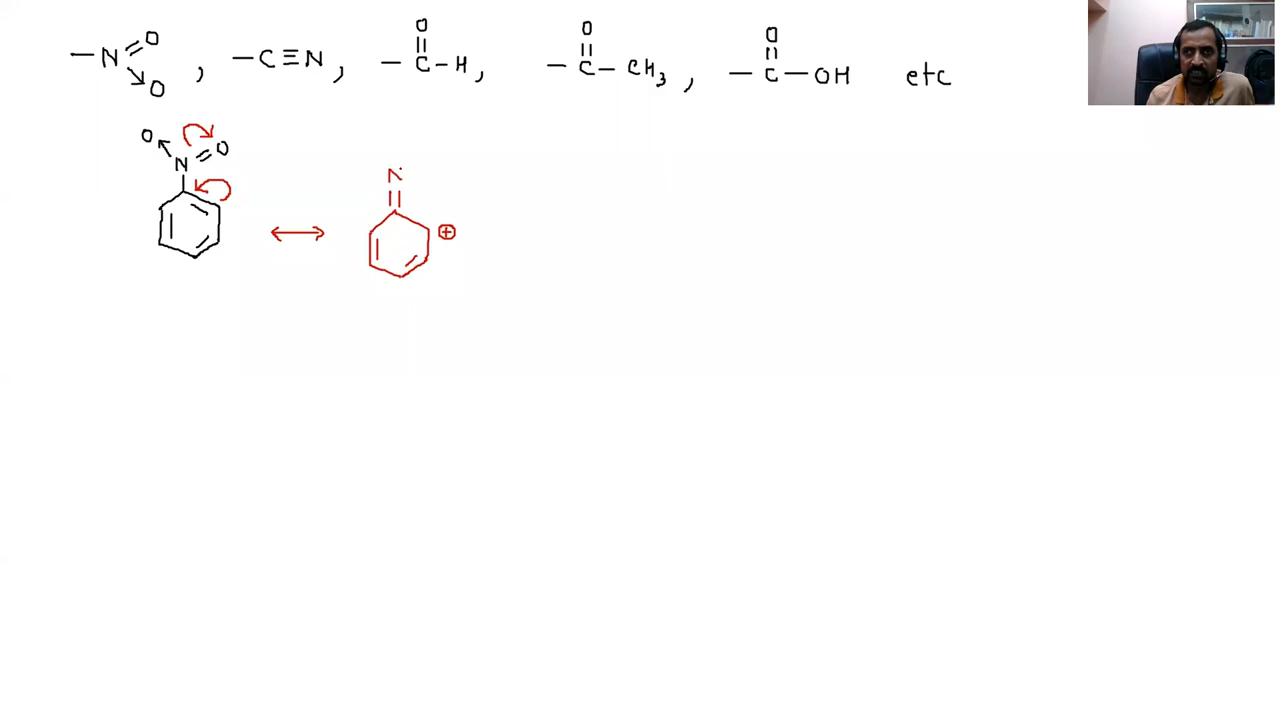 -N=O→O, -C≡N, -C(=O)-H, -C(=O)-CH3, -C(=O)-OH etc
O N O
N
+